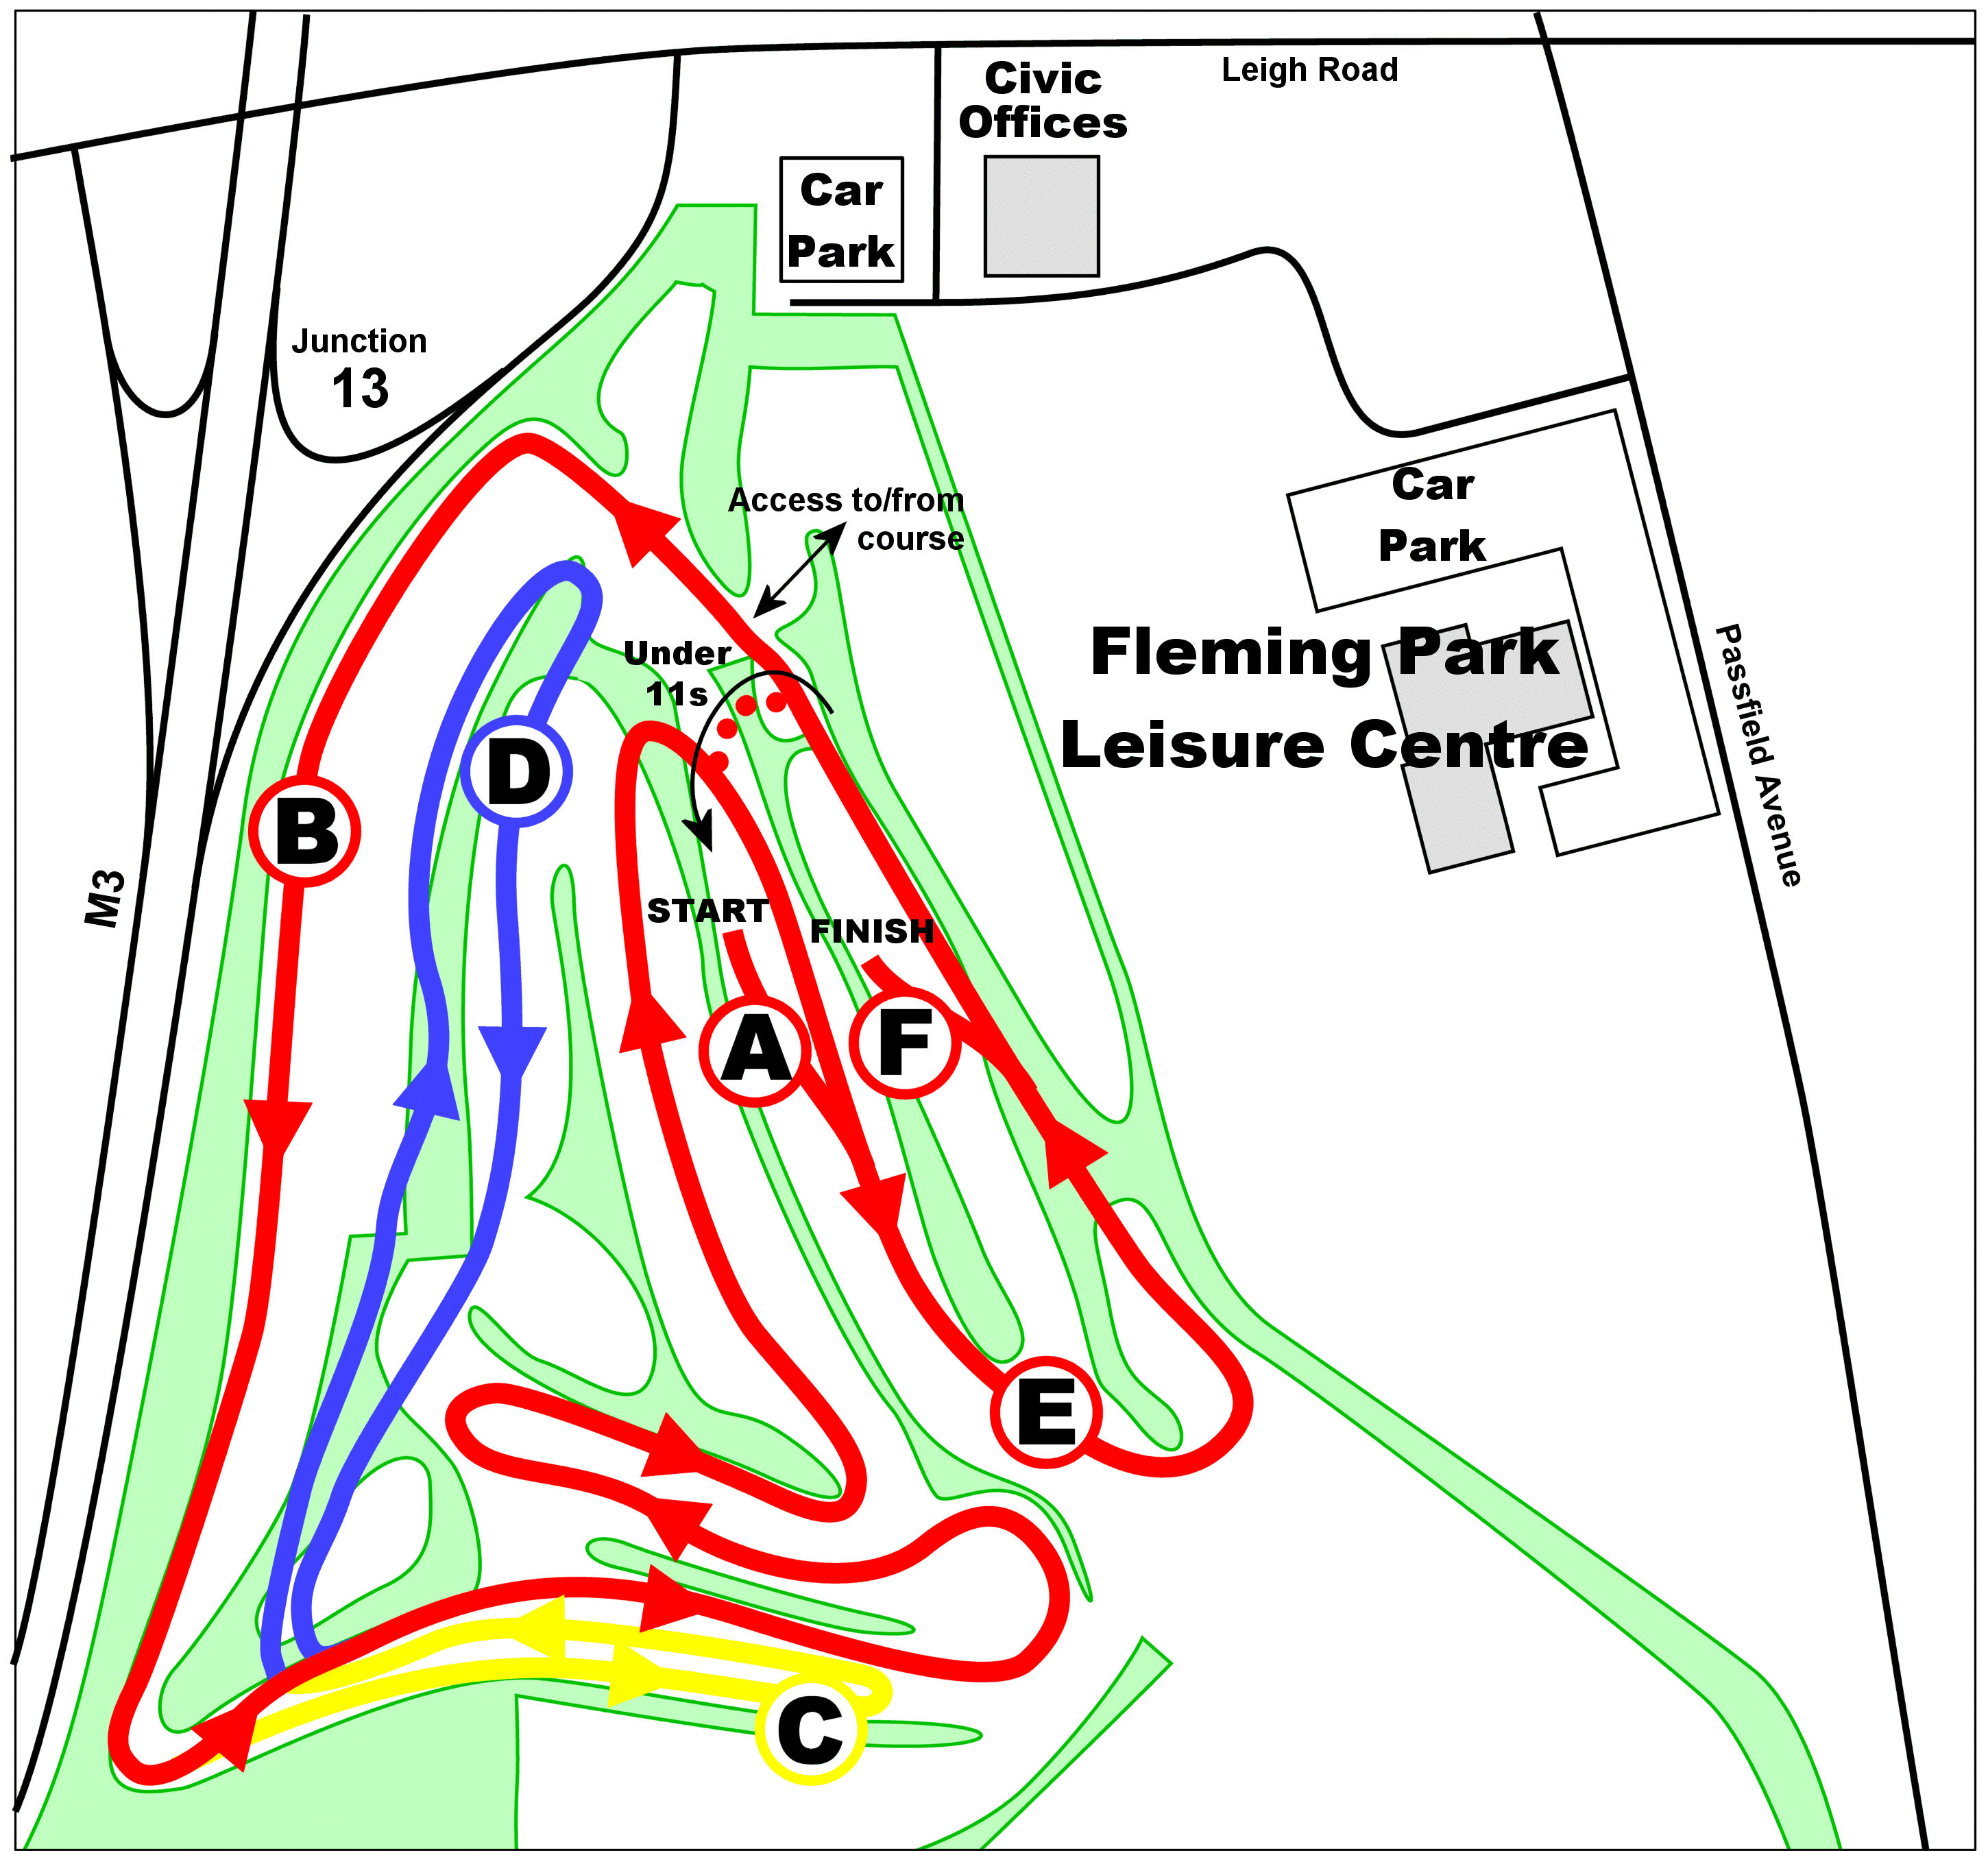 Leigh Road
Civic
Offices
Car
Park
Junction
13
Car
Park
Access to/from
course
Fleming Park
Leisure Centre
Passfield Avenue
Under
11s
D
B
M3
START
FINISH
A
F
E
C